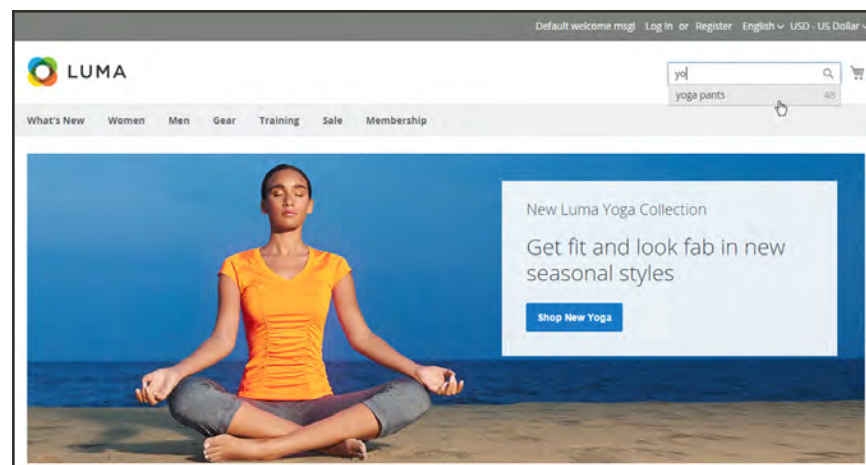 Default welcome msg! Log In or Register English USD - US Dollar
LUMA
yo
yoga pants 48
What's New Women Men Gear Training Sale Membership
New Luma Yoga Collection
Get fit and look fab in new
seasonal styles
Shop New Yoga